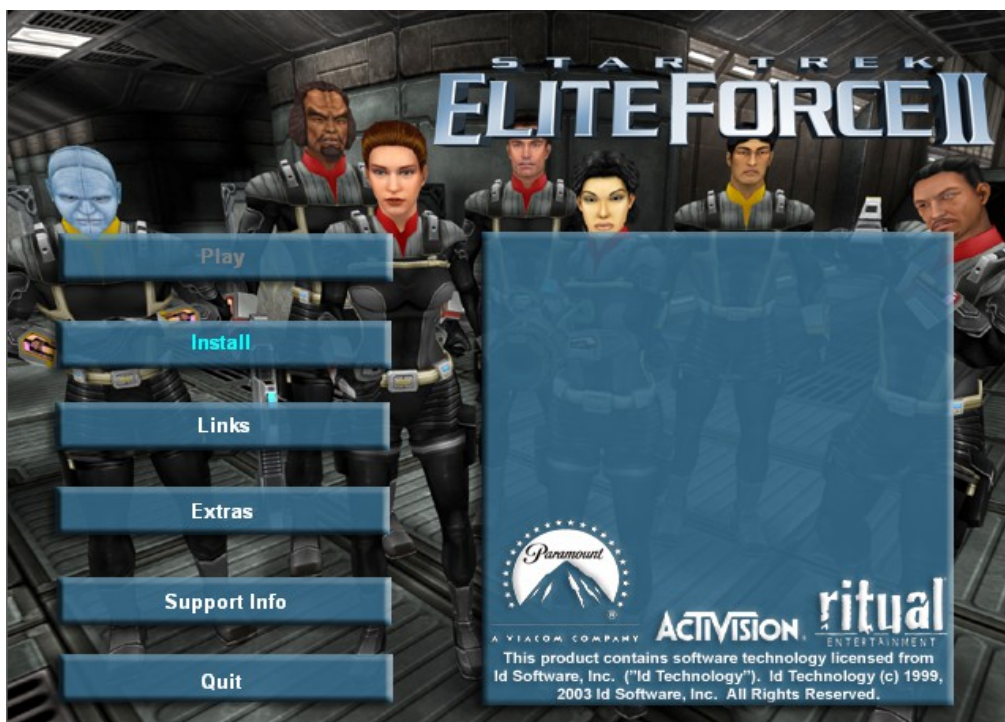 STAR TREK
ELITE FORCE II
Play
Install
Links
Extras
Support Info
Quit
Paramount
®
A VIACOM COMPANY
ACTIVISION.
ritual
ENTERTAINMENT
This product contains software technology licensed from
Id Software, Inc. ("Id Technology"). Id Technology (c) 1999,
2003 Id Software, Inc. All Rights Reserved.